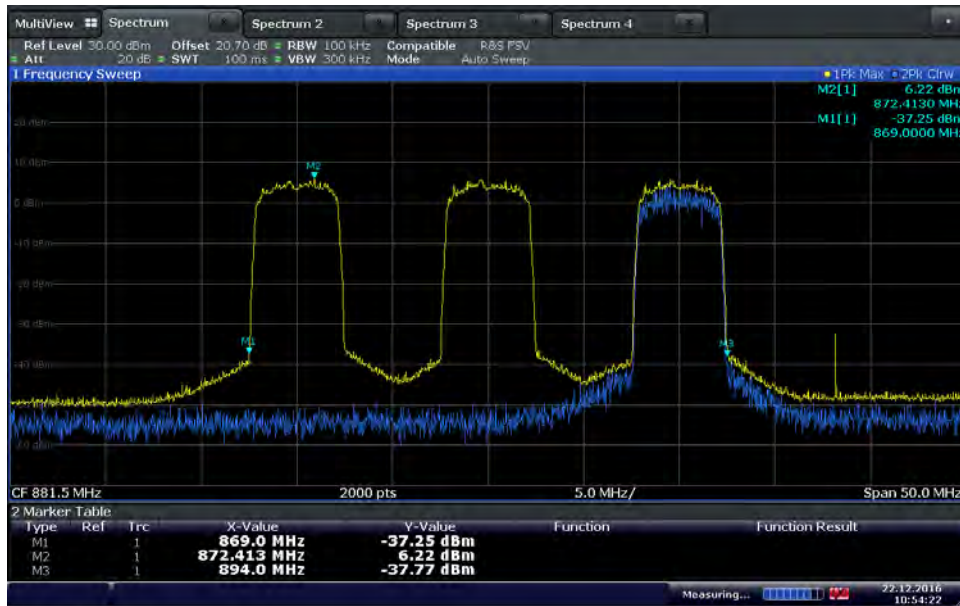 MultiView Spectrum Spectrum 2 Spectrum 3 Spectrum 4
Ref Level 30.00 dBm Offset 20.70 dB RBW 100 kHz Compatible R&S FSV
Att 20 dB SWT 100 ms VBW 300 kHz Mode Auto Sweep
1 Frequency Sweep 1Pk Max 2Pk Clrw
M2[1] 6.22 dBm
872.4130 MHz
M1[1] -37.25 dBm
869.0000 MHz
20 dBm
10 dBm
M2
0 dBm
-10 dBm
-20 dBm
-30 dBm
M1 M3
-40 dBm
CF 881.5 MHz 2000 pts 5.0 MHz/ Span 50.0 MHz
2 Marker Table
Type Ref Trc X-Value Y-Value Function Function Result
M1 1 869.0 MHz -37.25 dBm
M2 1 872.413 MHz 6.22 dBm
M3 1 894.0 MHz -37.77 dBm
Measuring... 22.12.2016
10:54:22